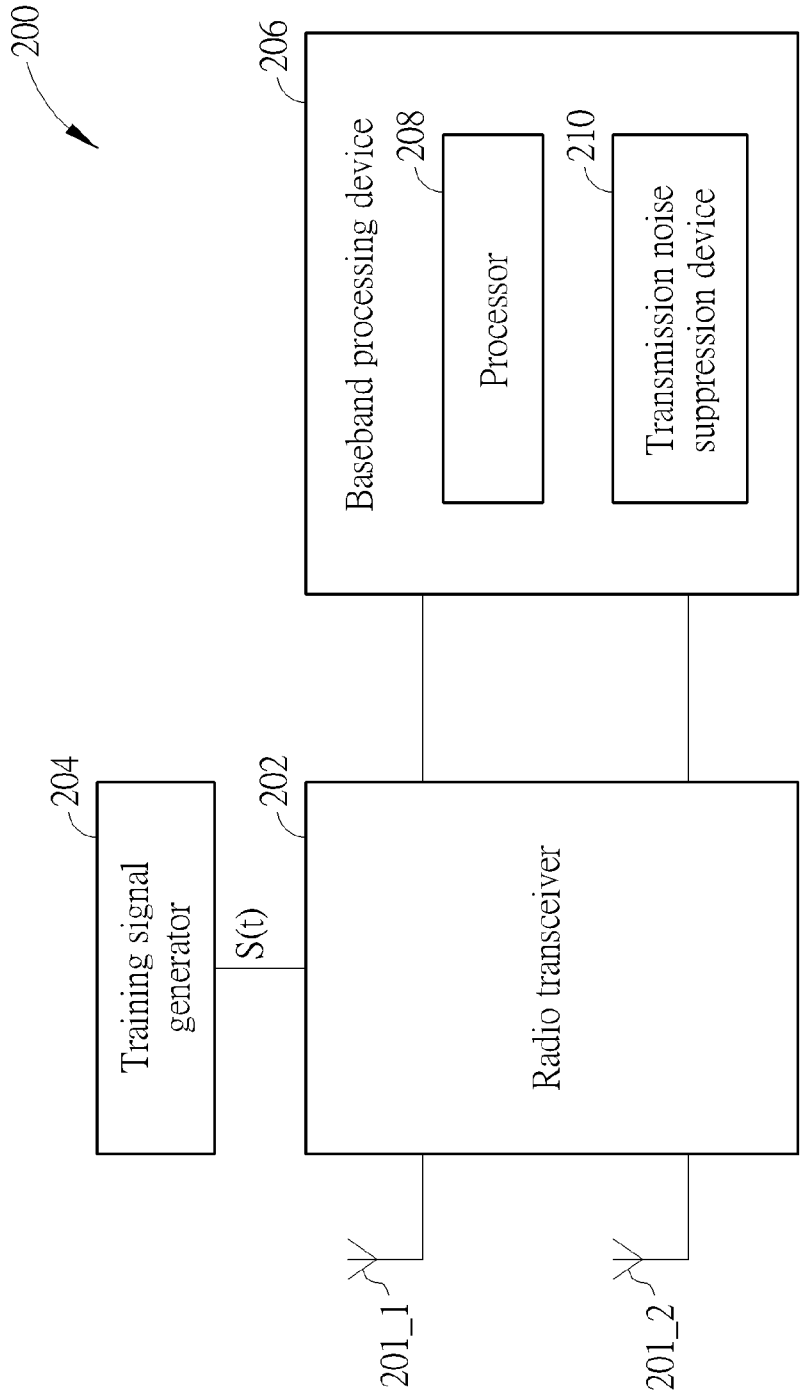 200
204
Training signal
generator
S(t)
202
Radio transceiver
201_1
201_2
206
Baseband processing device
208
Processor
210
Transmission noise
suppression device